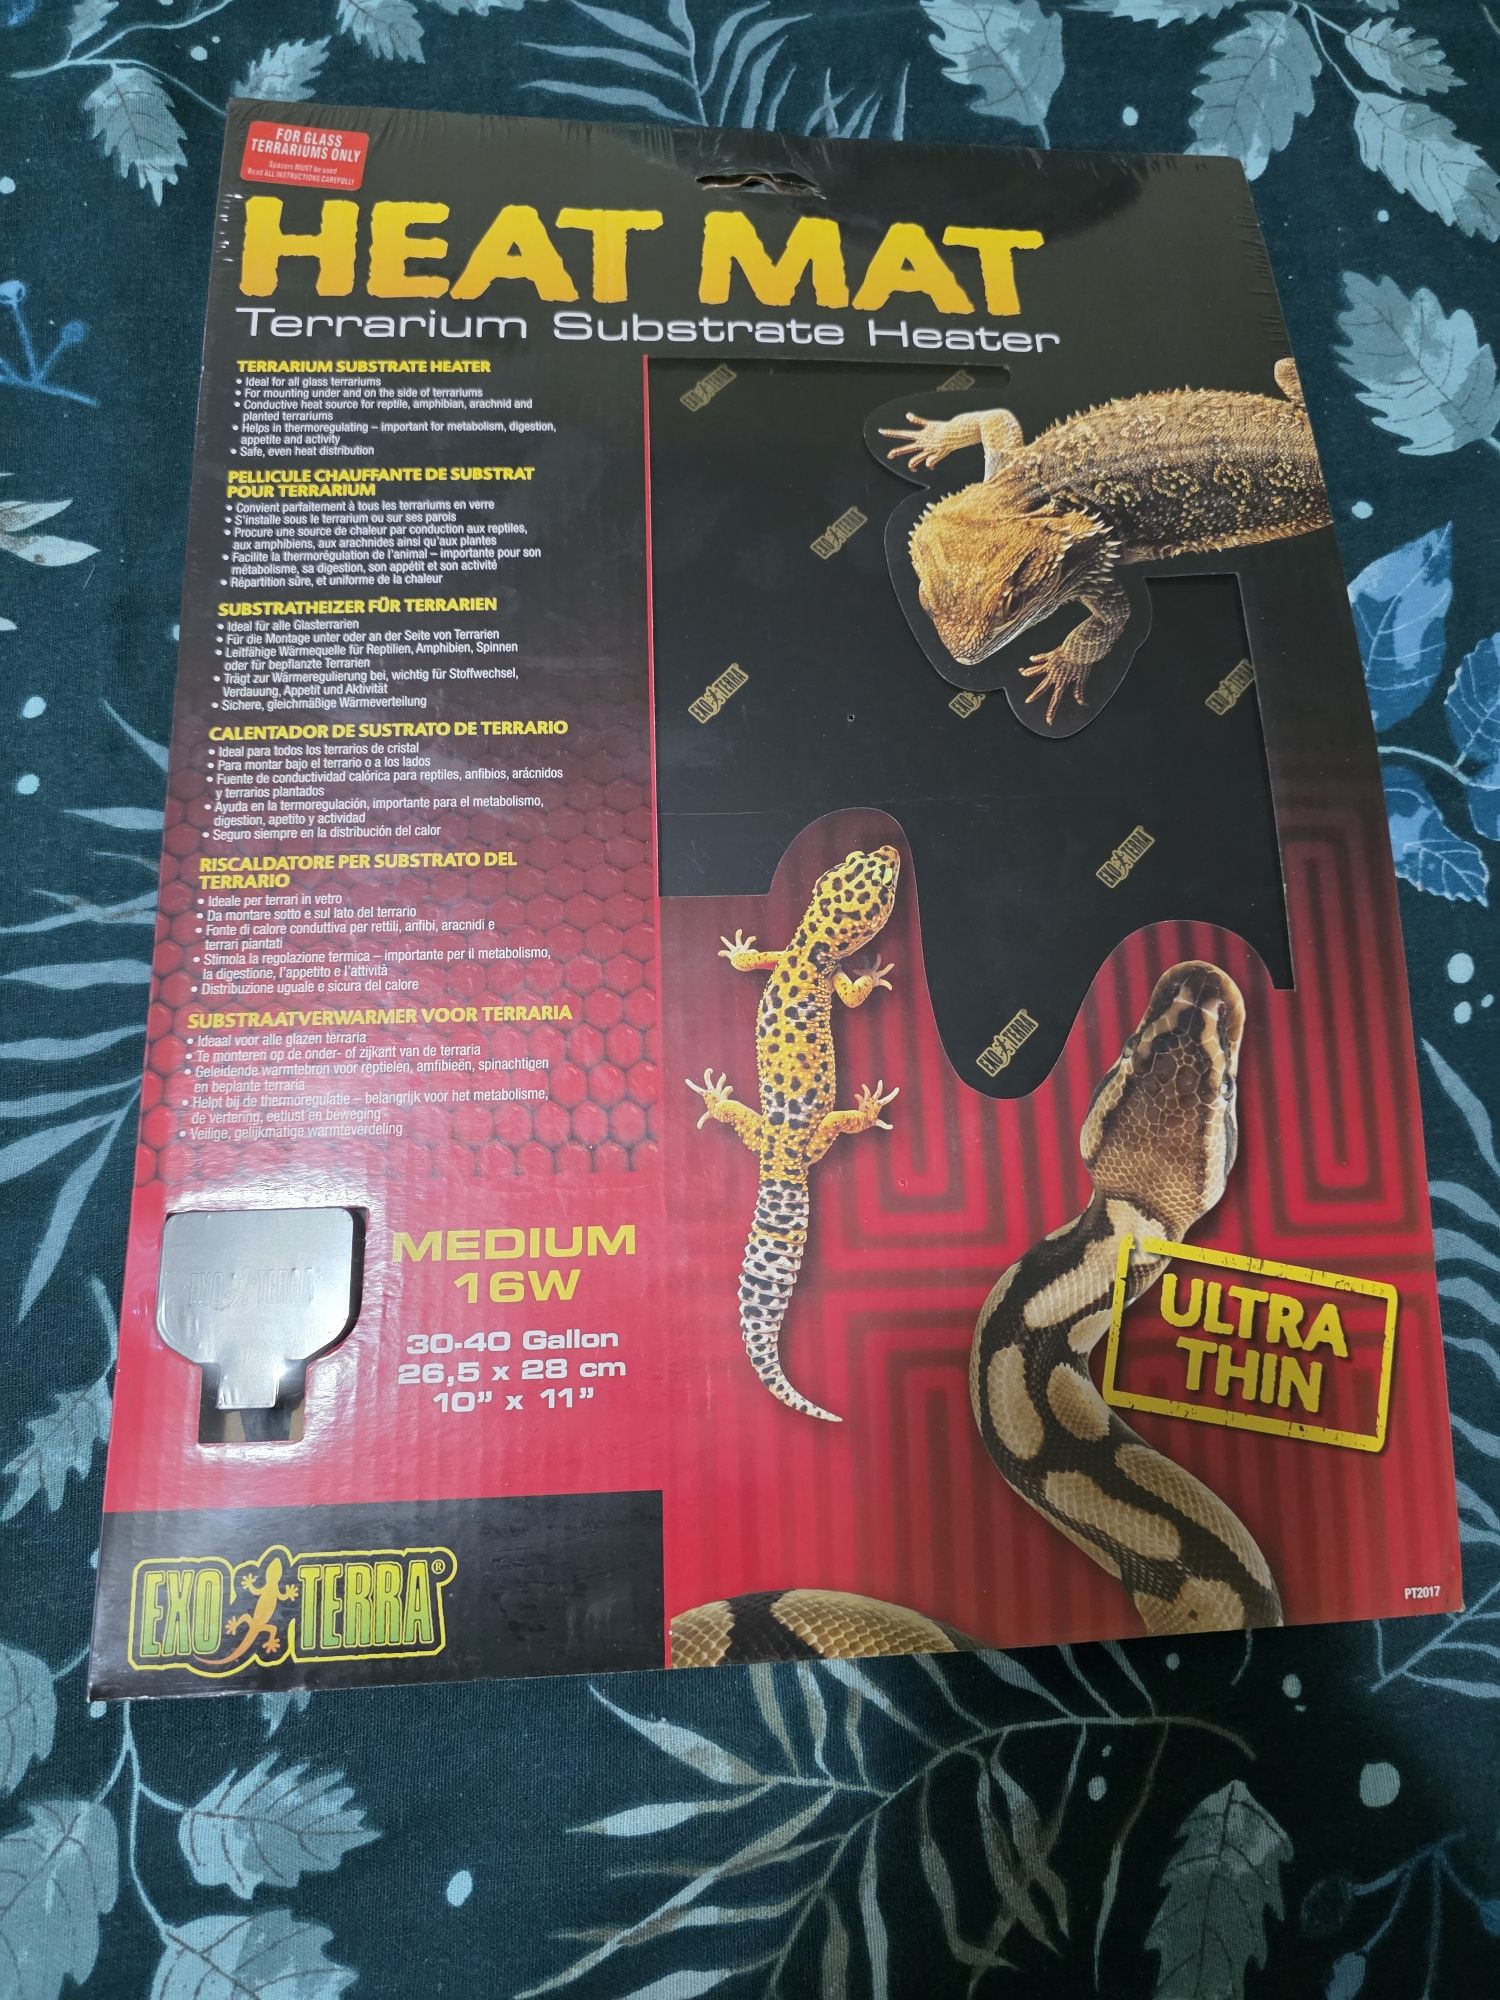 FOR GLASS
TERRARIUMS ONLY
Spacers MUST be used
Read ALL INSTRUCTIONS CAREFULLY
HEAT MAT
Terrarium Substrate Heater
TERRARIUM SUBSTRATE HEATER
• Ideal for all glass terrariums
• For mounting under and on the side of terrariums
• Conductive heat source for reptile, amphibian, arachnid and
planted terrariums
• Helps in thermoregulating – important for metabolism, digestion,
appetite and activity
• Safe, even heat distribution
PELLICULE CHAUFFANTE DE SUBSTRAT
POUR TERRARIUM
• Convient parfaitement à tous les terrariums en verre
• S'installe sous le terrarium ou sur ses parois
• Procure une source de chaleur par conduction aux reptiles,
aux amphibiens, aux arachnides ainsi qu'aux plantes
• Facilite la thermorégulation de l'animal – importante pour son
métabolisme, sa digestion, son appétit et son activité
• Répartition sûre, et uniforme de la chaleur
SUBSTRATHEIZER FÜR TERRARIEN
• Ideal für alle Glasterrarien
• Für die Montage unter oder an der Seite von Terrarien
• Leitfähige Wärmequelle für Reptilien, Amphibien, Spinnen
oder für bepflanzte Terrarien
• Trägt zur Wärmeregulierung bei, wichtig für Stoffwechsel,
Verdauung, Appetit und Aktivität
• Sichere, gleichmäßige Wärmeverteilung
CALENTADOR DE SUSTRATO DE TERRARIO
• Ideal para todos los terrarios de cristal
• Para montar bajo el terrario o a los lados
• Fuente de conductividad calórica para reptiles, anfibios, arácnidos
y terrarios plantados
• Ayuda en la termoregulación, importante para el metabolismo,
digestion, apetito y actividad
• Seguro siempre en la distribución del calor
RISCALDATORE PER SUBSTRATO DEL
TERRARIO
• Ideale per terrari in vetro
• Da montare sotto e sul lato del terrario
• Fonte di calore conduttiva per rettili, anfibi, aracnidi e
terrari piantati
• Stimola la regolazione termica – importante per il metabolismo,
la digestione, l'appetito e l'attività
• Distribuzione uguale e sicura del calore
SUBSTRAATVERWARMER VOOR TERRARIA
• Ideaal voor alle glazen terraria
• Te monteren op de onder- of zijkant van de terraria
• Geleidende warmtebron voor reptielen, amfibieën, spinachtigen
en beplante terraria
• Helpt bij de thermoregulatie – belangrijk voor het metabolisme,
de vertering, eetlust en beweging
• Veilige, gelijkmatige warmteverdeling
EXO TERRA
EXO TERRA
EXO TERRA
EXO TERRA
EXO TERRA
EXO TERRA
EXO TERRA
EXO TERRA
MEDIUM
16W
30-40 Gallon
26,5 x 28 cm
10" x 11"
ULTRA
THIN
EXO TERRA®
PT2017